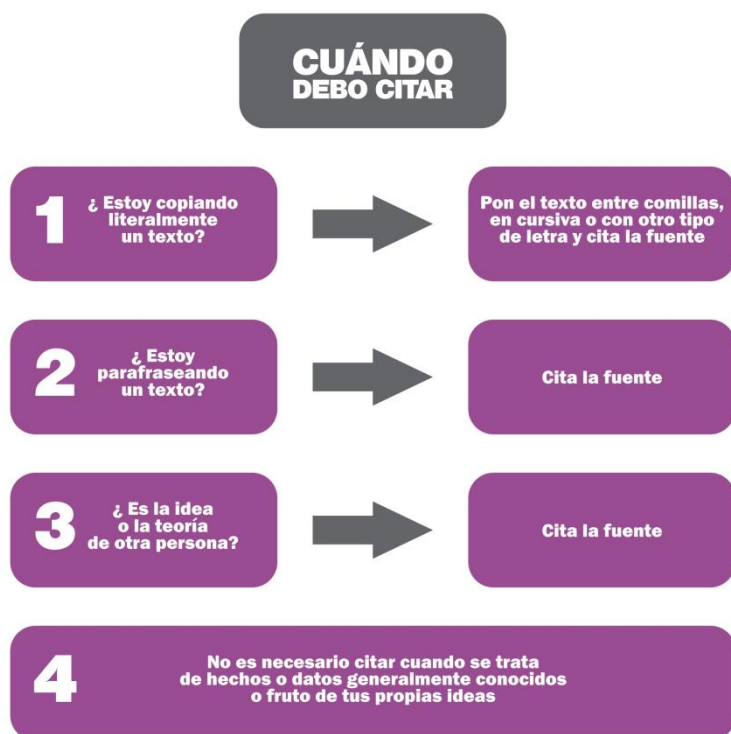 CUÁNDO
DEBO CITAR
1
¿ Estoy copiando
literalmente
un texto?
Pon el texto entre comillas,
en cursiva o con otro tipo
de letra y cita la fuente
2
¿ Estoy
parafraseando
un texto?
Cita la fuente
3
¿ Es la idea
o la teoría
de otra persona?
Cita la fuente
4
No es necesario citar cuando se trata
de hechos o datos generalmente conocidos
o fruto de tus propias ideas